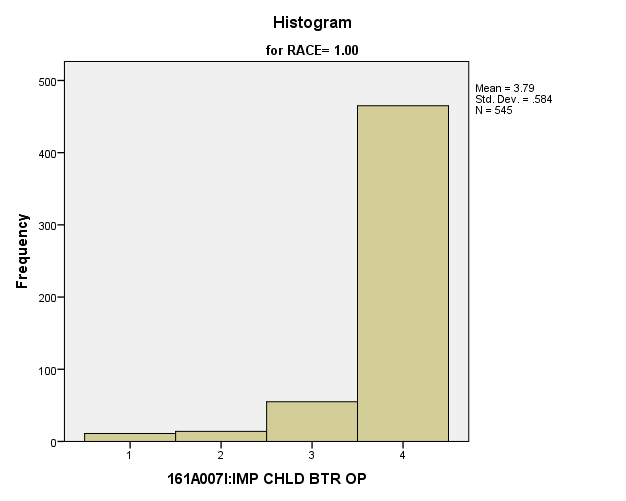 Histogram
for RACE= 1.00
Mean = 3.79
Std. Dev. = .584
N = 545
Frequency
500
400
300
200
100
0
1 2 3 4
161A007I:IMP CHLD BTR OP